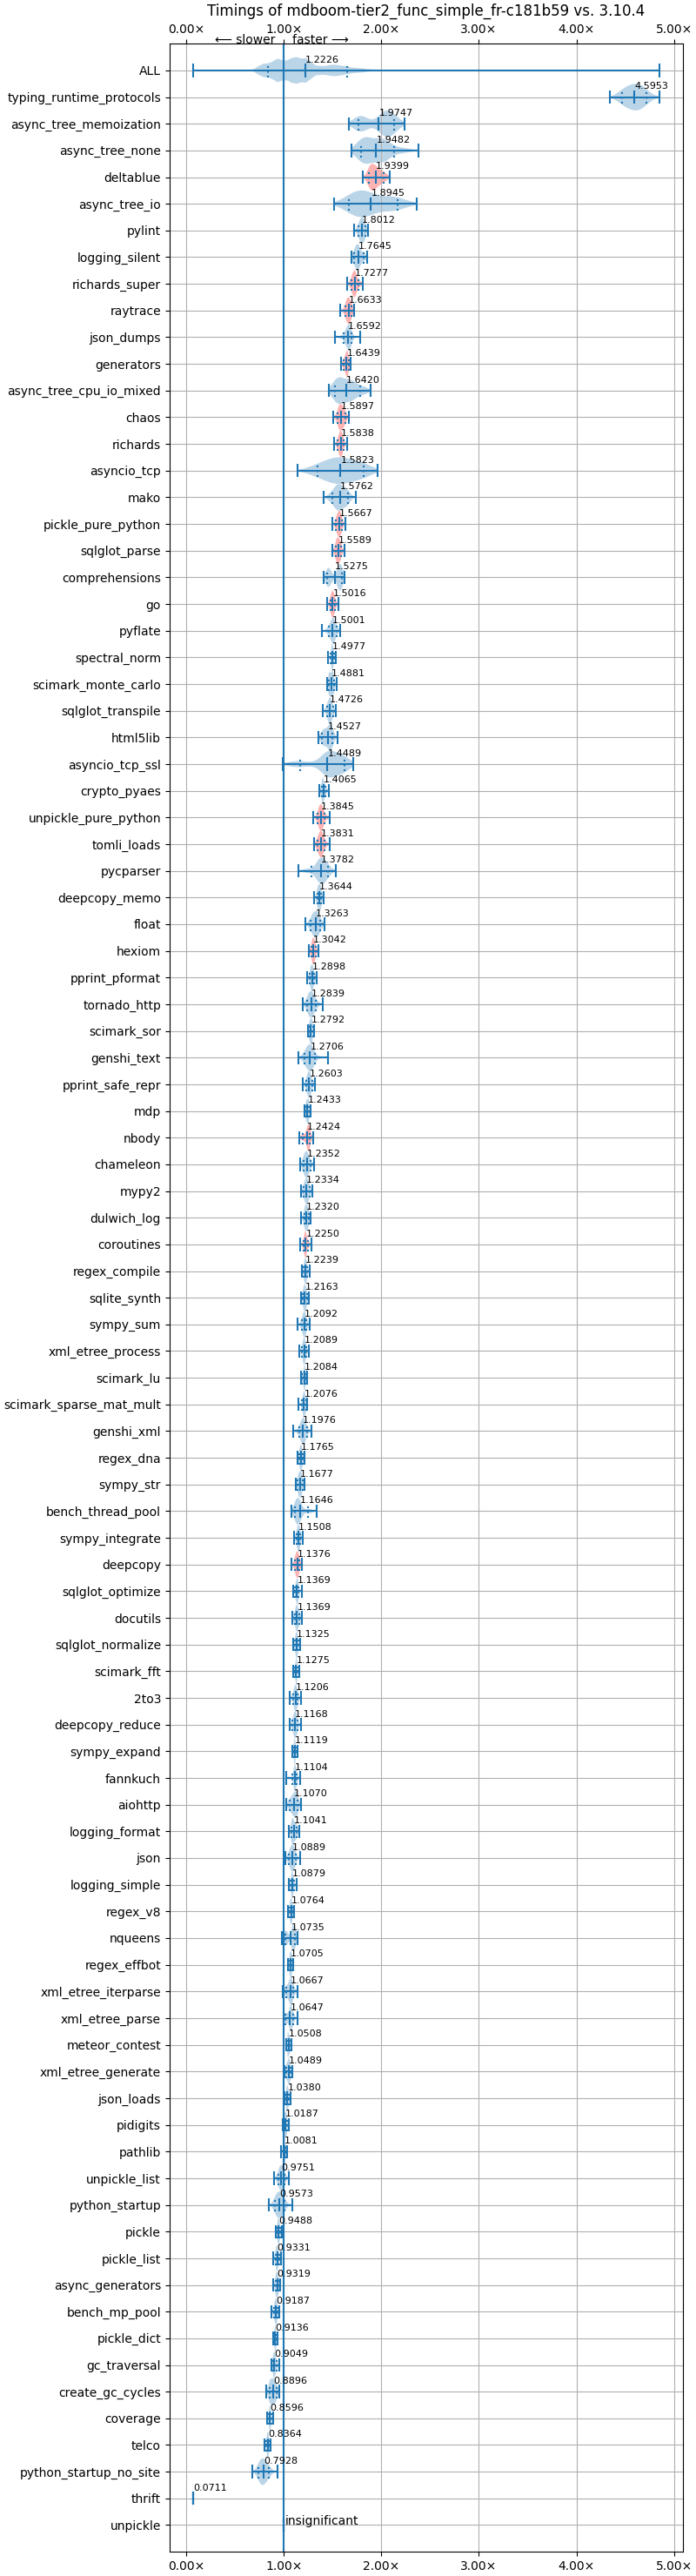 Timings of mdboom-tier2_func_simple_fr-c181b59 vs. 3.10.4
0.00× 1.00× 2.00× 3.00× 4.00× 5.00×
⟵ slower faster ⟶
ALL 1.2226
typing_runtime_protocols 4.5953
async_tree_memoization 1.9747
async_tree_none 1.9482
deltablue 1.9399
async_tree_io 1.8945
pylint 1.8012
logging_silent 1.7645
richards_super 1.7277
raytrace 1.6633
json_dumps 1.6592
generators 1.6439
async_tree_cpu_io_mixed 1.6420
chaos 1.5897
richards 1.5838
asyncio_tcp 1.5823
mako 1.5762
pickle_pure_python 1.5667
sqlglot_parse 1.5589
comprehensions 1.5275
go 1.5016
pyflate 1.5001
spectral_norm 1.4977
scimark_monte_carlo 1.4881
sqlglot_transpile 1.4726
html5lib 1.4527
asyncio_tcp_ssl 1.4489
crypto_pyaes 1.4065
unpickle_pure_python 1.3845
tomli_loads 1.3831
pycparser 1.3782
deepcopy_memo 1.3644
float 1.3263
hexiom 1.3042
pprint_pformat 1.2898
tornado_http 1.2839
scimark_sor 1.2792
genshi_text 1.2706
pprint_safe_repr 1.2603
mdp 1.2433
nbody 1.2424
chameleon 1.2352
mypy2 1.2334
dulwich_log 1.2320
coroutines 1.2250
regex_compile 1.2239
sqlite_synth 1.2163
sympy_sum 1.2092
xml_etree_process 1.2089
scimark_lu 1.2084
scimark_sparse_mat_mult 1.2076
genshi_xml 1.1976
regex_dna 1.1765
sympy_str 1.1677
bench_thread_pool 1.1646
sympy_integrate 1.1508
deepcopy 1.1376
sqlglot_optimize 1.1369
docutils 1.1369
sqlglot_normalize 1.1325
scimark_fft 1.1275
2to3 1.1206
deepcopy_reduce 1.1168
sympy_expand 1.1119
fannkuch 1.1104
aiohttp 1.1070
logging_format 1.1041
json 1.0889
logging_simple 1.0879
regex_v8 1.0764
nqueens 1.0735
regex_effbot 1.0705
xml_etree_iterparse 1.0667
xml_etree_parse 1.0647
meteor_contest 1.0508
xml_etree_generate 1.0489
json_loads 1.0380
pidigits 1.0187
pathlib 1.0081
unpickle_list 0.9751
python_startup 0.9573
pickle 0.9488
pickle_list 0.9331
async_generators 0.9319
bench_mp_pool 0.9187
pickle_dict 0.9136
gc_traversal 0.9049
create_gc_cycles 0.8896
coverage 0.8596
telco 0.8364
python_startup_no_site 0.7928
thrift 0.0711
unpickle insignificant
0.00× 1.00× 2.00× 3.00× 4.00× 5.00×